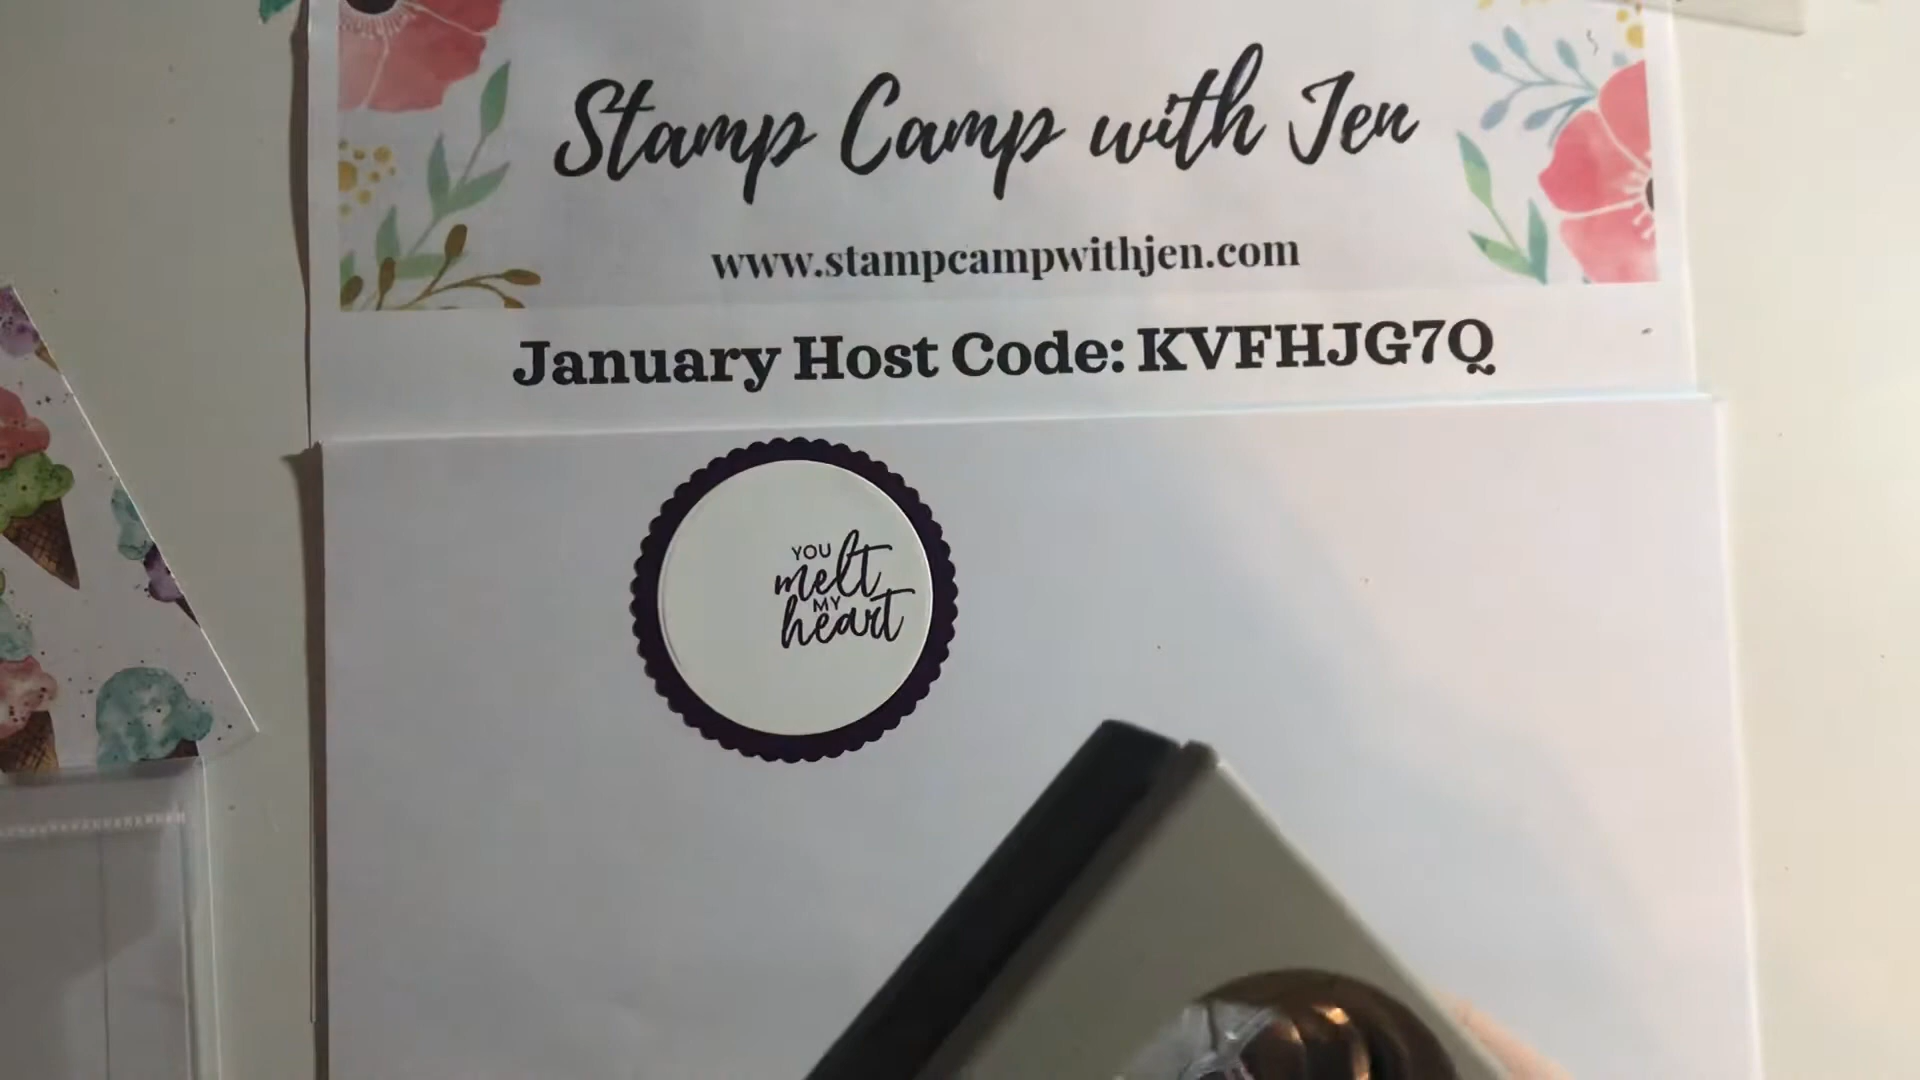 Stamp Camp with Jen
www.stampcampwithjen.com
January Host Code: KVFHJG7Q
YOU
melt
MY
heart